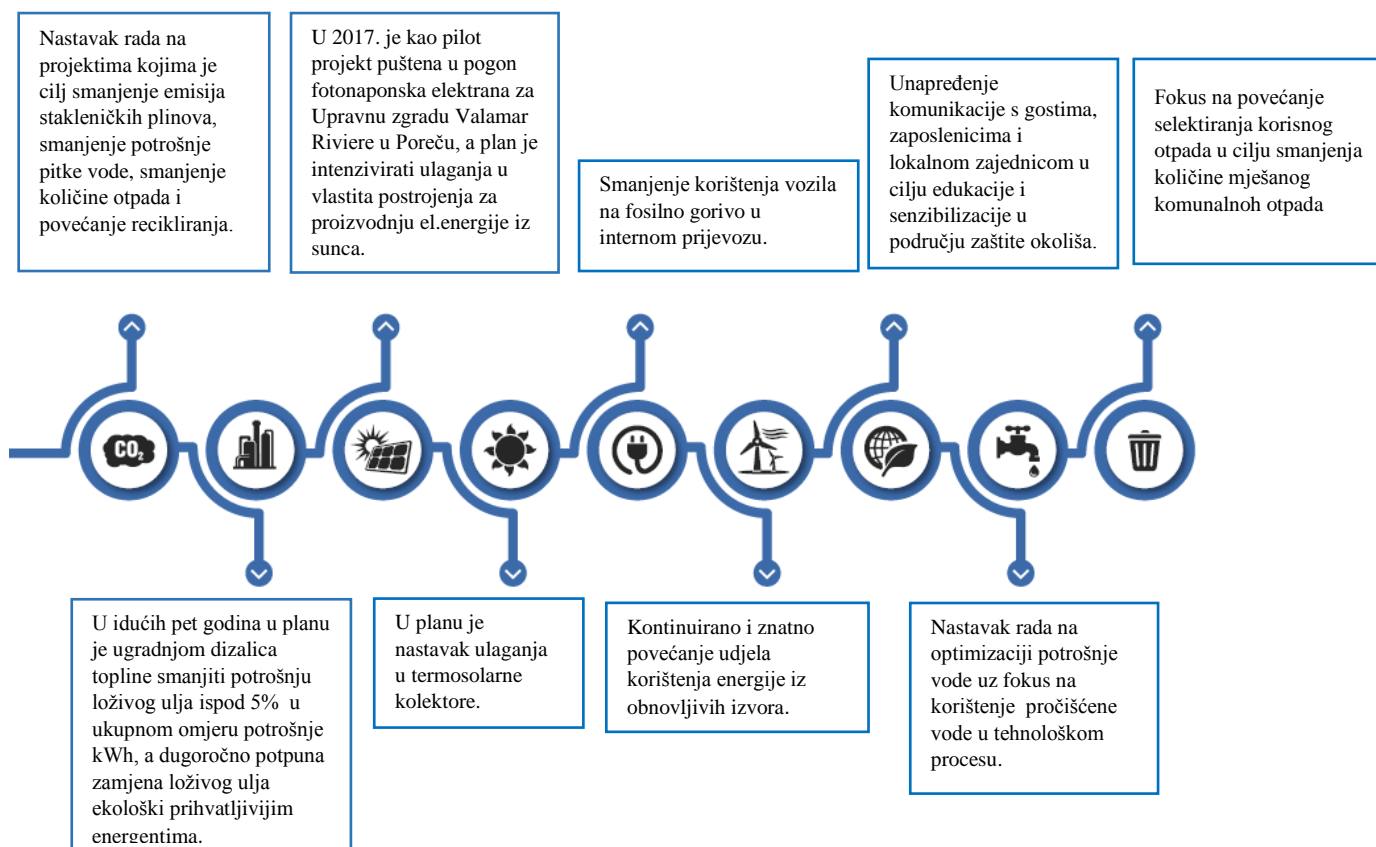 Nastavak rada na
projektima kojima je
cilj smanjenje emisija
stakleničkih plinova,
smanjenje potrošnje
pitke vode, smanjenje
količine otpada i
povećanje recikliranja.
U 2017. je kao pilot
projekt puštena u pogon
fotonaponska elektrana za
Upravnu zgradu Valamar
Riviere u Poreču, a plan je
intenzivirati ulaganja u
vlastita postrojenja za
proizvodnju el.energije iz
sunca.
Smanjenje korištenja vozila
na fosilno gorivo u
internom prijevozu.
Unapređenje
komunikacije s gostima,
zaposlenicima i
lokalnom zajednicom u
cilju edukacije i
senzibilizacije u
području zaštite okoliša.
Fokus na povećanje
selektiranja korisnog
otpada u cilju smanjenja
količine mješanog
komunalnoh otpada
CO₂
U idućih pet godina u planu
je ugradnjom dizalica
topline smanjiti potrošnju
loživog ulja ispod 5% u
ukupnom omjeru potrošnje
kWh, a dugoročno potpuna
zamjena loživog ulja
ekološki prihvatljivijim
energentima.
U planu je
nastavak ulaganja
u termosolarne
kolektore.
Kontinuirano i znatno
povećanje udjela
korištenja energije iz
obnovljivih izvora.
Nastavak rada na
optimizaciji potrošnje
vode uz fokus na
korištenje pročišćene
vode u tehnološkom
procesu.